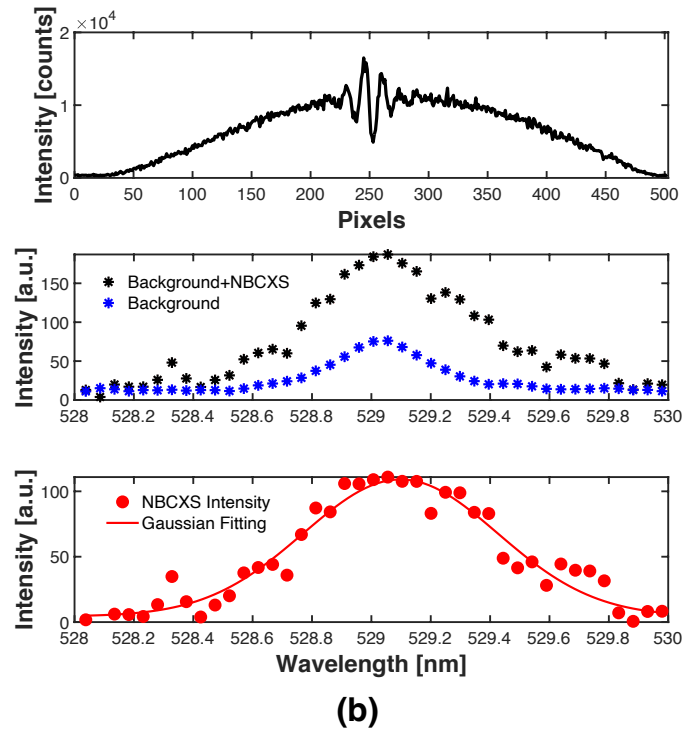 ×10⁴
2
1
0
Intensity [counts]
0 50 100 150 200 250 300 350 400 450 500
Pixels
150
100
50
0
Intensity [a.u.]
Background+NBCXS
Background
528 528.2 528.4 528.6 528.8 529 529.2 529.4 529.6 529.8 530
100
50
0
Intensity [a.u.]
NBCXS Intensity
Gaussian Fitting
528 528.2 528.4 528.6 528.8 529 529.2 529.4 529.6 529.8 530
Wavelength [nm]
(b)